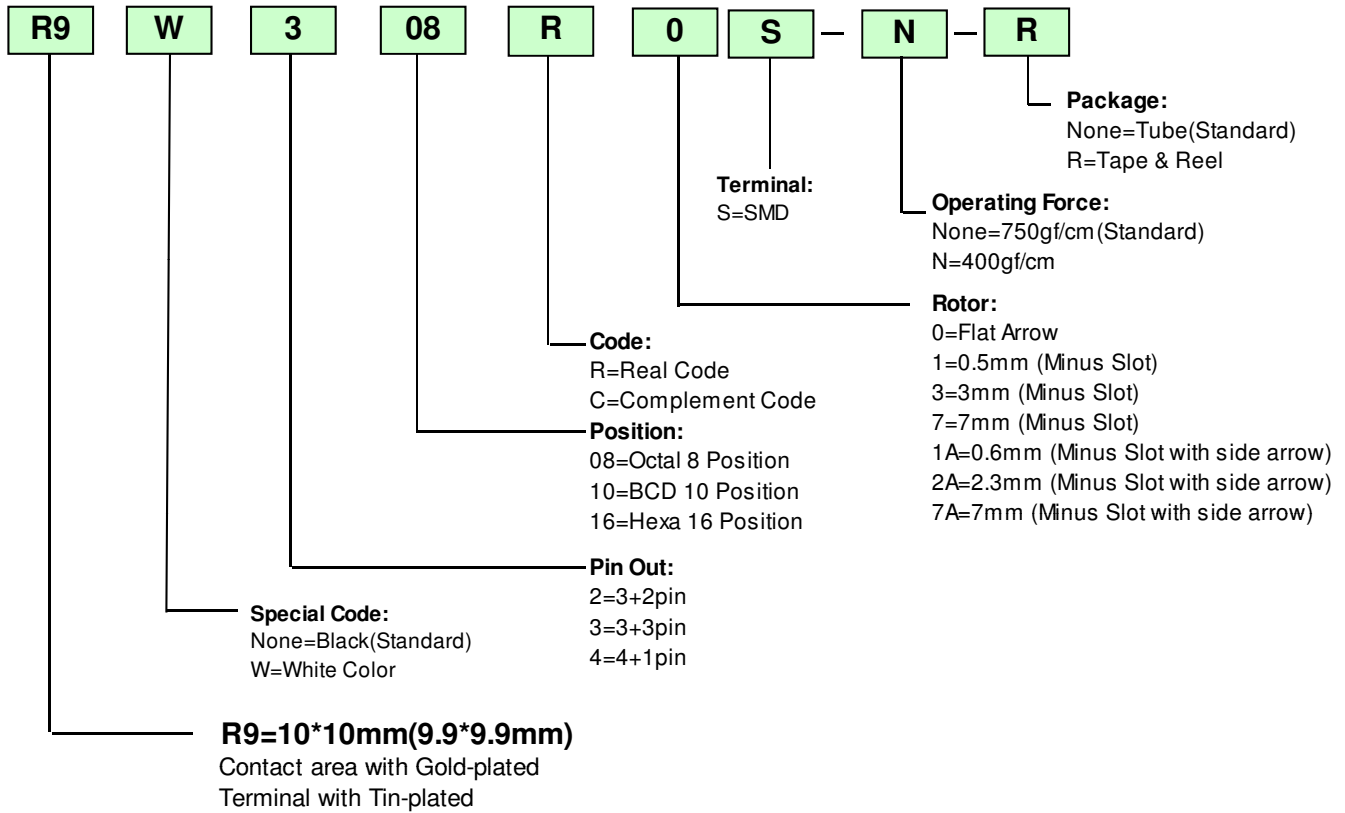 R9 W 3 08 R 0 S – N – R
Package:
None=Tube(Standard)
R=Tape & Reel
Terminal:
S=SMD
Operating Force:
None=750gf/cm(Standard)
N=400gf/cm
Rotor:
0=Flat Arrow
1=0.5mm (Minus Slot)
3=3mm (Minus Slot)
7=7mm (Minus Slot)
1A=0.6mm (Minus Slot with side arrow)
2A=2.3mm (Minus Slot with side arrow)
7A=7mm (Minus Slot with side arrow)
Code:
R=Real Code
C=Complement Code
Position:
08=Octal 8 Position
10=BCD 10 Position
16=Hexa 16 Position
Pin Out:
2=3+2pin
3=3+3pin
4=4+1pin
Special Code:
None=Black(Standard)
W=White Color
R9=10*10mm(9.9*9.9mm)
Contact area with Gold-plated
Terminal with Tin-plated